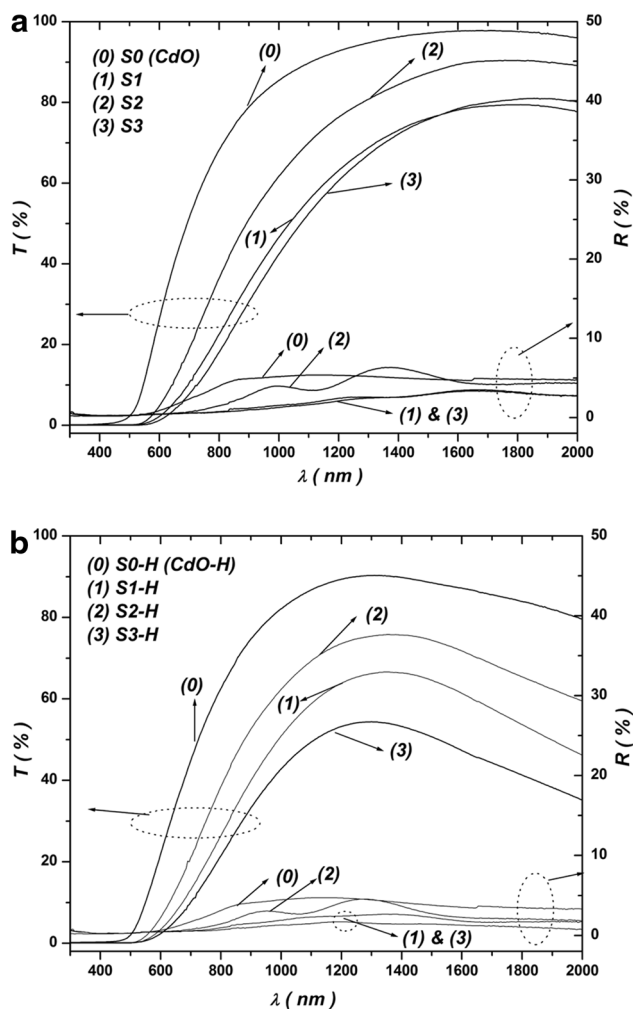 a
(0) S0 (CdO)
(1) S1
(2) S2
(3) S3
(0)
(2)
(1)
(3)
(0)
(2)
(1) & (3)
T ( % )
100
80
60
40
20
0
R ( % )
50
40
30
20
10
0
400 600 800 1000 1200 1400 1600 1800 2000
λ ( nm )
b
(0) S0-H (CdO-H)
(1) S1-H
(2) S2-H
(3) S3-H
(0)
(2)
(1)
(3)
(0)
(2)
(1) & (3)
T ( % )
100
80
60
40
20
0
R ( % )
50
40
30
20
10
0
400 600 800 1000 1200 1400 1600 1800 2000
λ ( nm )